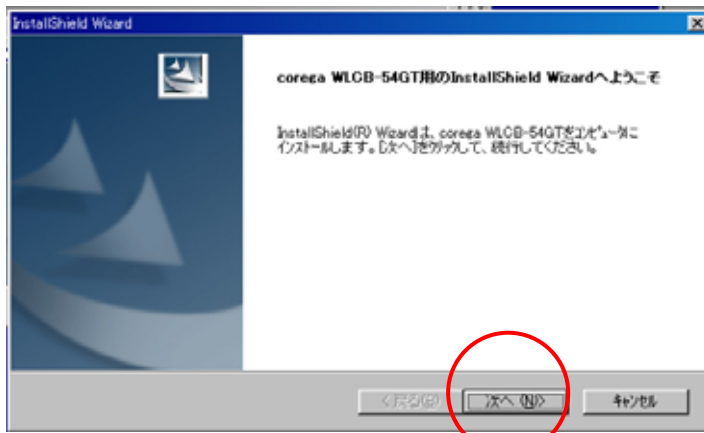 InstallShield Wizard
corega WLCB-54GT用のInstallShield Wizardへようこそ
InstallShield(R) Wizardは、corega WLCB-54GTをｺﾝﾋﾟｭｰﾀに
ｲﾝｽﾄｰﾙします。[次へ]をｸﾘｯｸして、続行してください。
< 戻る(B) 次へ (N)> ｷｬﾝｾﾙ